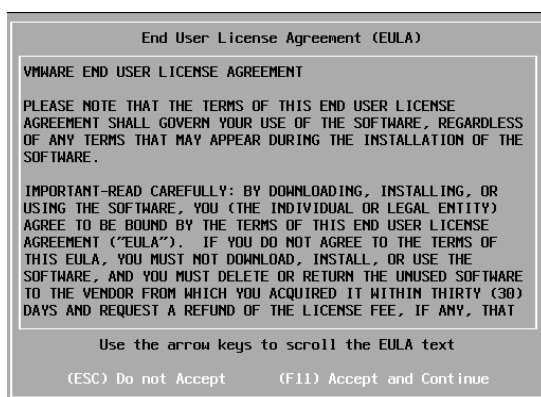 End User License Agreement (EULA)
VMWARE END USER LICENSE AGREEMENT
PLEASE NOTE THAT THE TERMS OF THIS END USER LICENSE
AGREEMENT SHALL GOVERN YOUR USE OF THE SOFTWARE, REGARDLESS
OF ANY TERMS THAT MAY APPEAR DURING THE INSTALLATION OF THE
SOFTWARE.
IMPORTANT-READ CAREFULLY: BY DOWNLOADING, INSTALLING, OR
USING THE SOFTWARE, YOU (THE INDIVIDUAL OR LEGAL ENTITY)
AGREE TO BE BOUND BY THE TERMS OF THIS END USER LICENSE
AGREEMENT ("EULA").  IF YOU DO NOT AGREE TO THE TERMS OF
THIS EULA, YOU MUST NOT DOWNLOAD, INSTALL, OR USE THE
SOFTWARE, AND YOU MUST DELETE OR RETURN THE UNUSED SOFTWARE
TO THE VENDOR FROM WHICH YOU ACQUIRED IT WITHIN THIRTY (30)
DAYS AND REQUEST A REFUND OF THE LICENSE FEE, IF ANY, THAT
Use the arrow keys to scroll the EULA text
(ESC) Do not Accept (F11) Accept and Continue